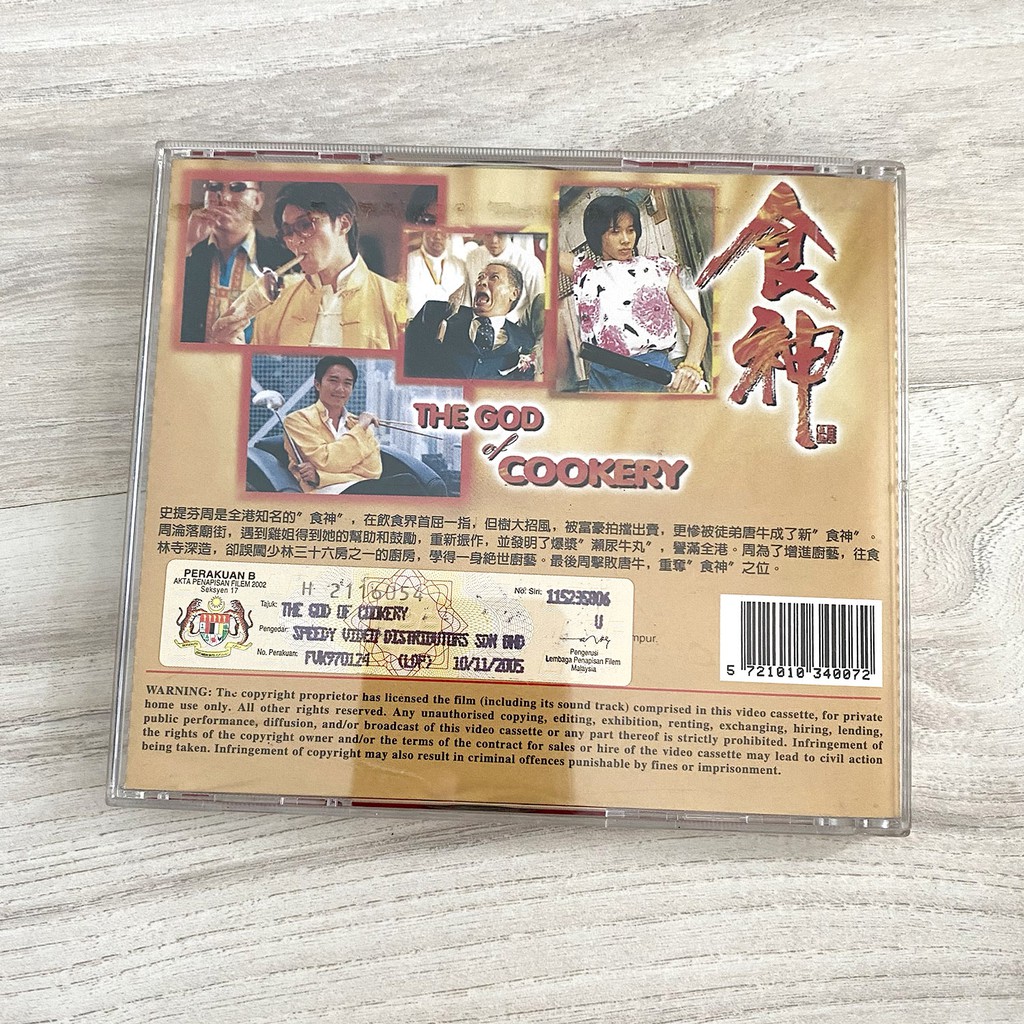 食神
THE GOD
of
COOKERY
史提芬周是全港知名的"食神"，在飲食界首屈一指，但樹大招風，被富豪拍擋出賣，更慘被徒弟唐牛成了新"食神"。
周淪落廟街，遇到雞姐得到她的幫助和鼓勵，重新振作，並發明了爆漿"瀨尿牛丸"，譽滿全港。周為了增進廚藝，往食
林寺深造，卻誤闖少林三十六房之一的廚房，學得一身絕世廚藝。最後周擊敗唐牛，重奪"食神"之位。
PERAKUAN B
AKTA PENAPISAN FILEM 2002
Seksyen 17
H 2116054
No. Siri: 115235806
Tajuk: THE GOD OF COOKERY
U
Pengedar: SPEEDY VIDEO DISTRIBUTORS SDN BHD
No. Perakuan: FUK970124 (LDP) 10/11/2005
Pengerusi
Lembaga Penapisan Filem
Malaysia
mpur.
5 721010 340072
WARNING: The copyright proprietor has licensed the film (including its sound track) comprised in this video cassette, for private
home use only. All other rights reserved. Any unauthorised copying, editing, exhibition, renting, exchanging, hiring, lending,
public performance, diffusion, and/or broadcast of this video cassette or any part thereof is strictly prohibited. Infringement of
the rights of the copyright owner and/or the terms of the contract for sales or hire of the video cassette may lead to civil action
being taken. Infringement of copyright may also result in criminal offences punishable by fines or imprisonment.